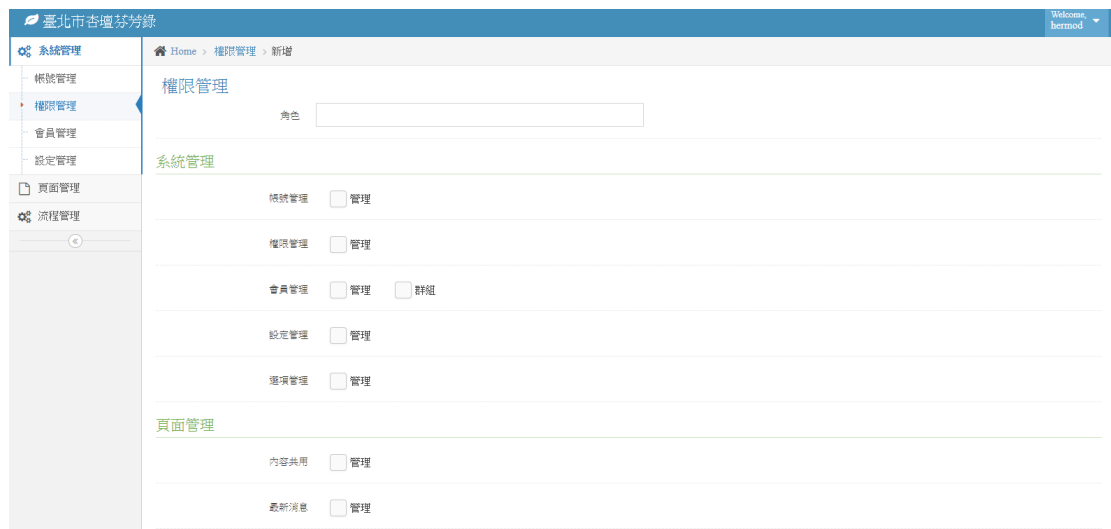 臺北市杏壇芬芳錄
Welcome,
hermod
系統管理
帳號管理
權限管理
會員管理
設定管理
頁面管理
流程管理
Home > 權限管理 > 新增
權限管理
角色
系統管理
帳號管理 管理
權限管理 管理
會員管理 管理 群組
設定管理 管理
選項管理 管理
頁面管理
內容共用 管理
最新消息 管理